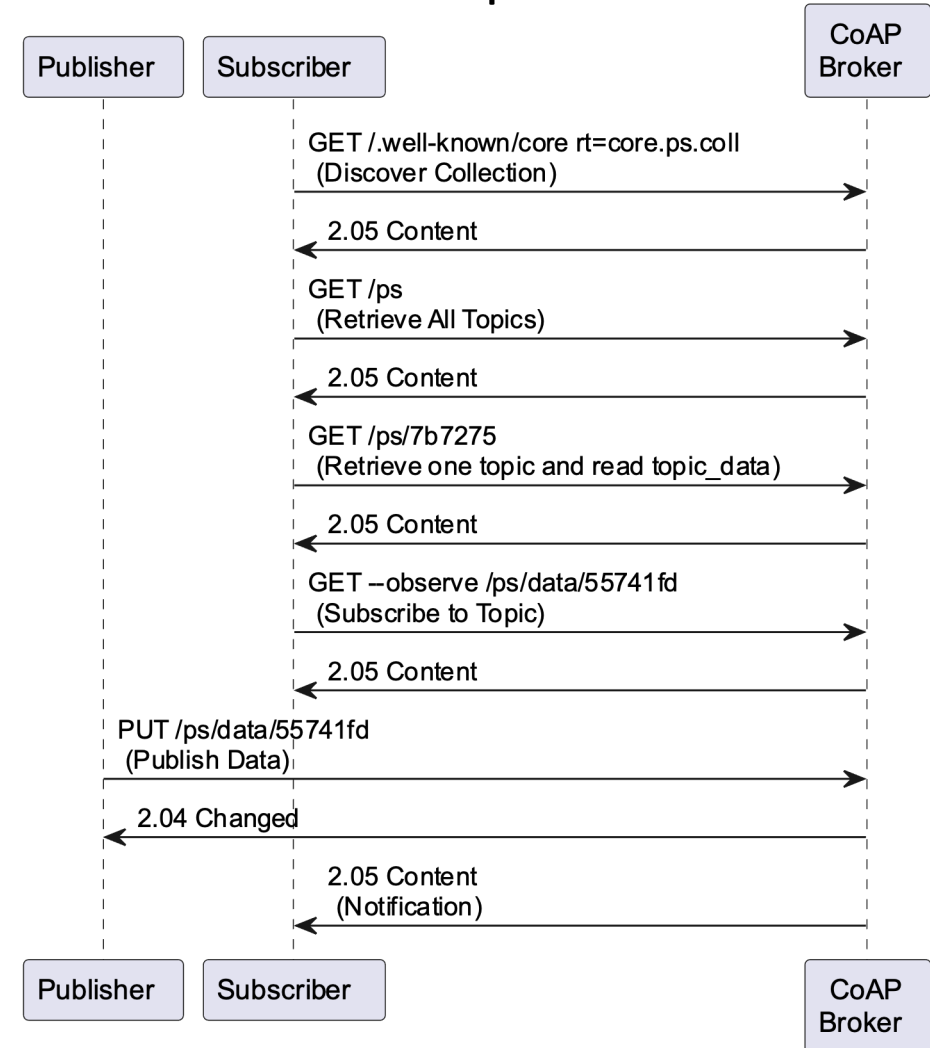 Publisher
Subscriber
CoAP
Broker
GET /.well-known/core rt=core.ps.coll
(Discover Collection)
2.05 Content
GET /ps
(Retrieve All Topics)
2.05 Content
GET /ps/7b7275
(Retrieve one topic and read topic_data)
2.05 Content
GET --observe /ps/data/55741fd
(Subscribe to Topic)
2.05 Content
PUT /ps/data/55741fd
(Publish Data)
2.04 Changed
2.05 Content
(Notification)
Publisher
Subscriber
CoAP
Broker